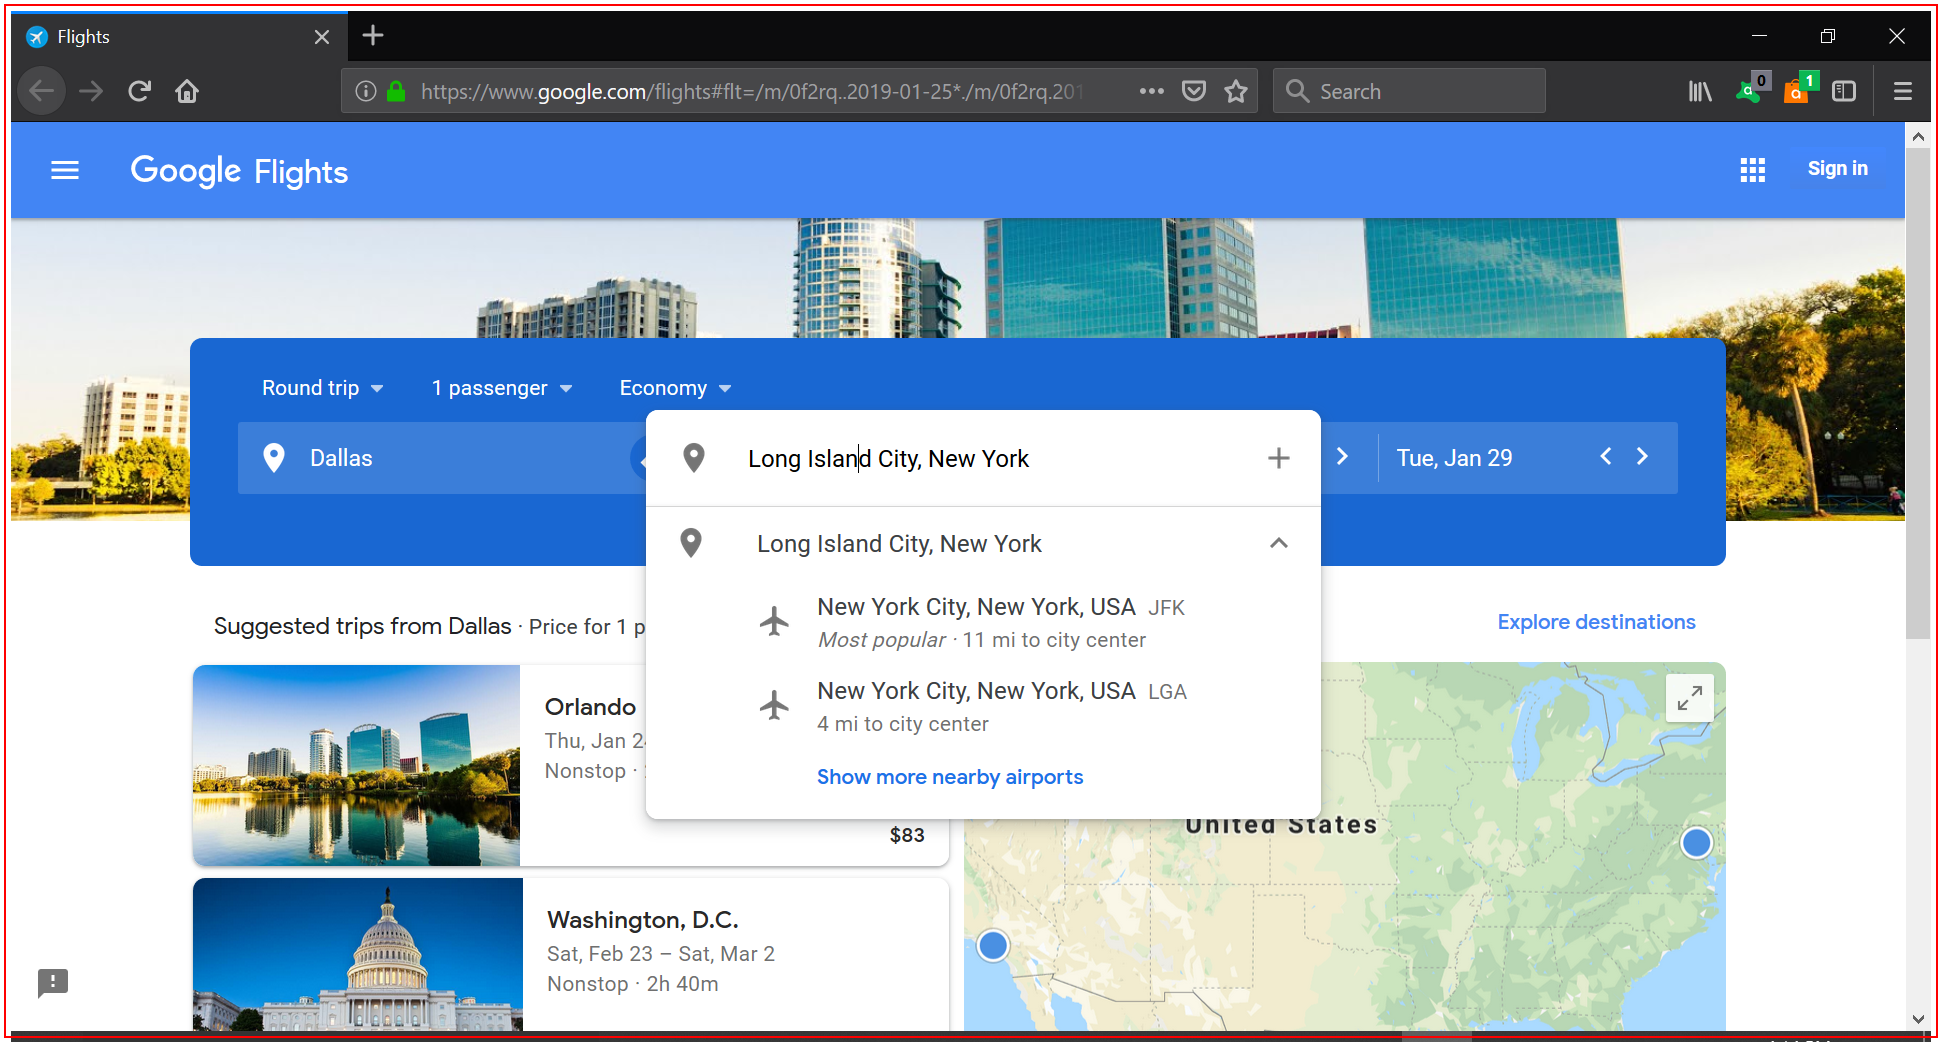 Flights
https://www.google.com/flights#flt=/m/0f2rq..2019-01-25*./m/0f2rq.201
Search
0
1
Google Flights
Sign in
Round trip
1 passenger
Economy
Dallas
Long Island City, New York
Tue, Jan 29
Long Island City, New York
New York City, New York, USA JFK
Most popular · 11 mi to city center
New York City, New York, USA LGA
4 mi to city center
Show more nearby airports
Suggested trips from Dallas · Price for 1 p
Explore destinations
Orlando
Thu, Jan 2
Nonstop ·
$83
United States
Washington, D.C.
Sat, Feb 23 – Sat, Mar 2
Nonstop · 2h 40m